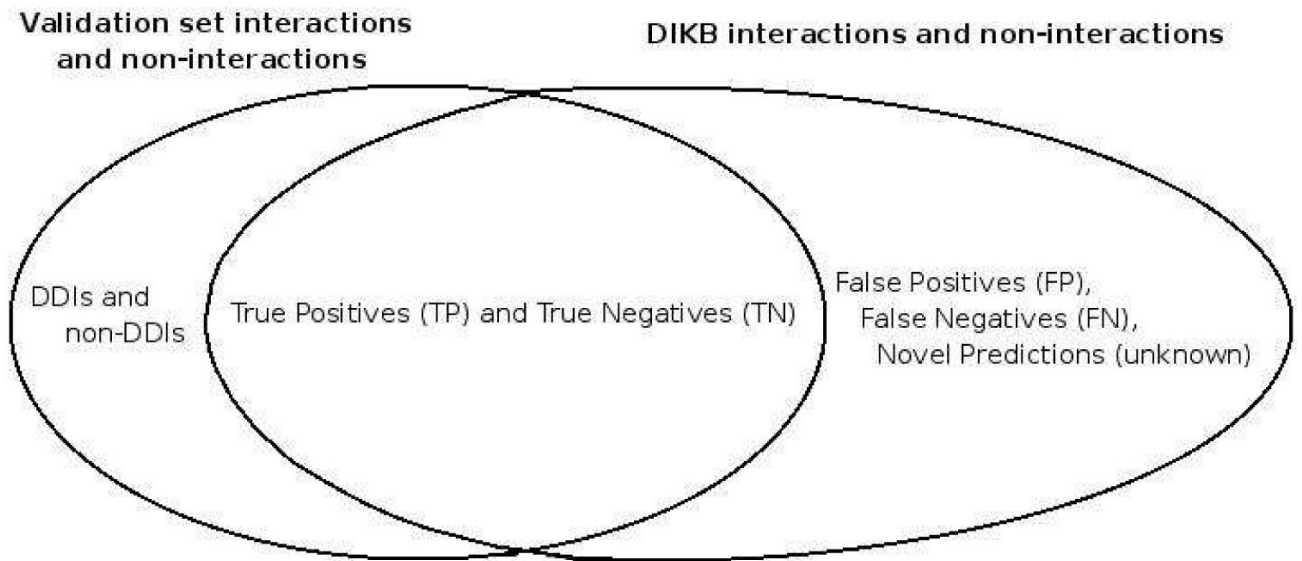 Validation set interactions
and non-interactions
DIKB interactions and non-interactions
DDIs and
non-DDIs
True Positives (TP) and True Negatives (TN)
False Positives (FP),
False Negatives (FN),
Novel Predictions (unknown)